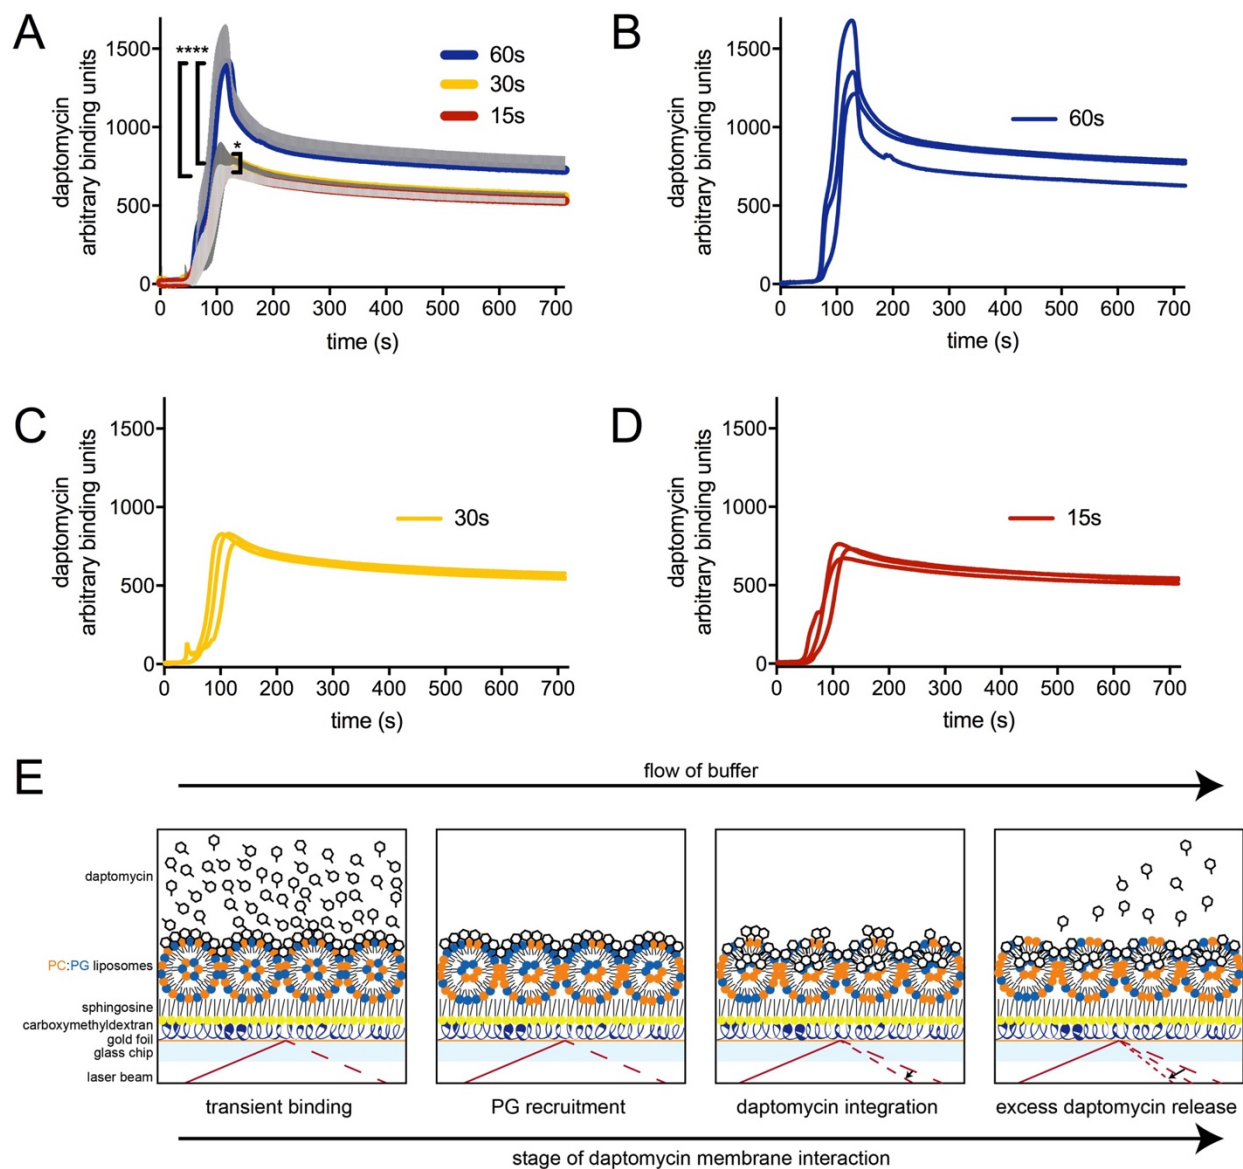 A
daptomycin
arbitrary binding units
1500
1000
500
0
****
*
60s
30s
15s
0 100 200 300 400 500 600 700
time (s)
B
daptomycin
arbitrary binding units
1500
1000
500
0
60s
0 100 200 300 400 500 600 700
time (s)
C
daptomycin
arbitrary binding units
1500
1000
500
0
30s
0 100 200 300 400 500 600 700
time (s)
D
daptomycin
arbitrary binding units
1500
1000
500
0
15s
0 100 200 300 400 500 600 700
time (s)
E
flow of buffer
daptomycin
PC:PG liposomes
sphingosine
carboxymethyldextran
gold foil
glass chip
laser beam
transient binding
PG recruitment
daptomycin integration
excess daptomycin release
stage of daptomycin membrane interaction